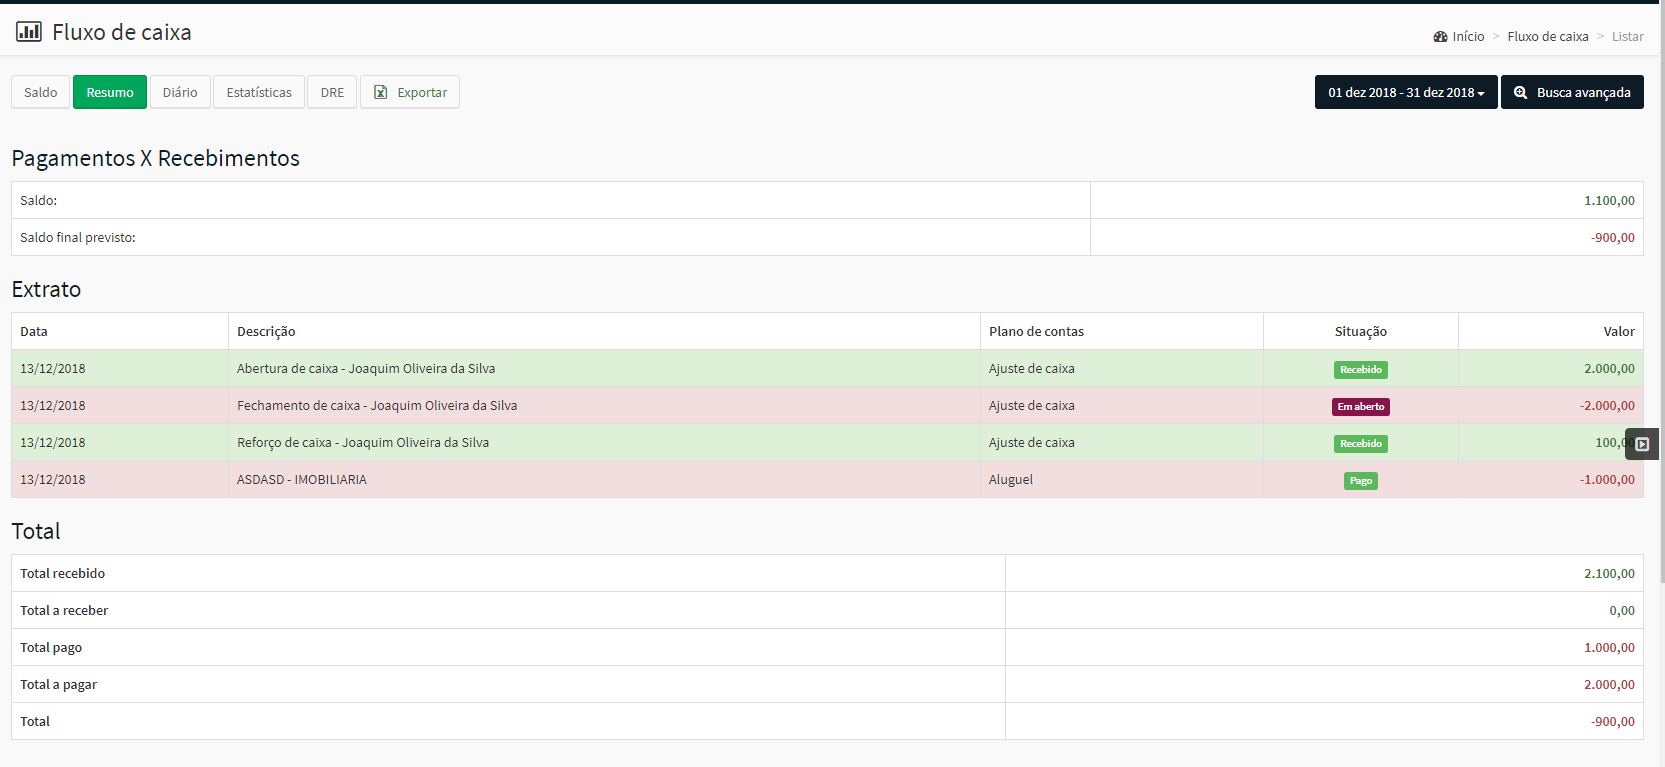 Fluxo de caixa
Início > Fluxo de caixa > Listar
Saldo Resumo Diário Estatísticas DRE Exportar 01 dez 2018 - 31 dez 2018 Busca avançada
Pagamentos X Recebimentos
Saldo: 1.100,00
Saldo final previsto: -900,00
Extrato
Data Descrição Plano de contas Situação Valor
13/12/2018 Abertura de caixa - Joaquim Oliveira da Silva Ajuste de caixa Recebido 2.000,00
13/12/2018 Fechamento de caixa - Joaquim Oliveira da Silva Ajuste de caixa Em aberto -2.000,00
13/12/2018 Reforço de caixa - Joaquim Oliveira da Silva Ajuste de caixa Recebido 100,0
13/12/2018 ASDASD - IMOBILIARIA Aluguel Pago -1.000,00
Total
Total recebido 2.100,00
Total a receber 0,00
Total pago 1.000,00
Total a pagar 2.000,00
Total -900,00